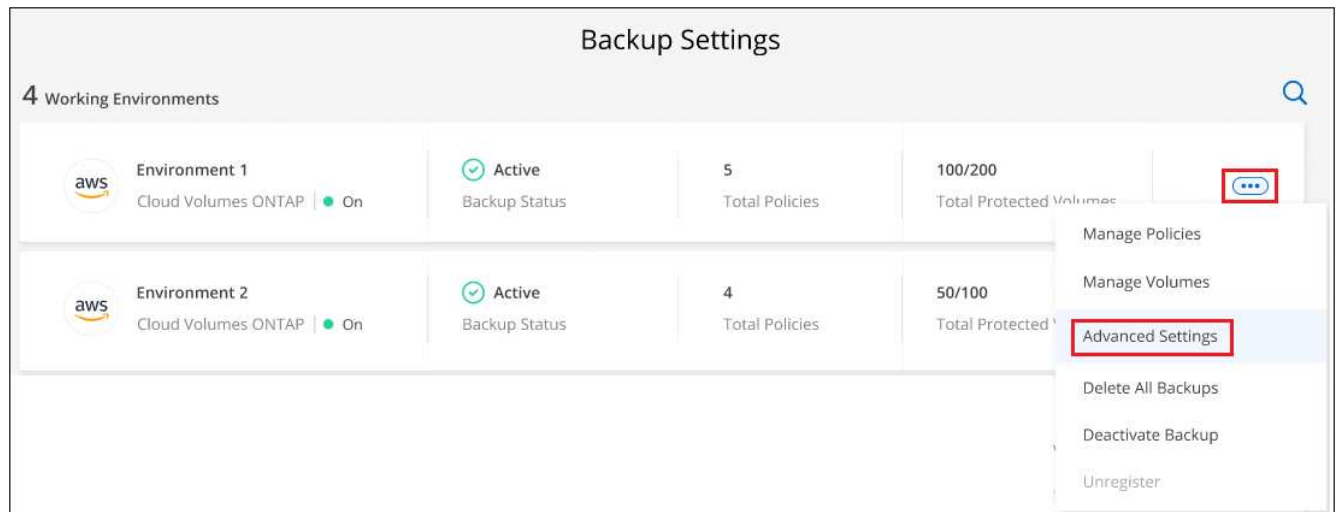 Backup Settings
4 Working Environments
aws
Environment 1
Cloud Volumes ONTAP | On
Active
Backup Status
5
Total Policies
100/200
Total Protected Volumes
•••
Manage Policies
Manage Volumes
Advanced Settings
Delete All Backups
Deactivate Backup
Unregister
aws
Environment 2
Cloud Volumes ONTAP | On
Active
Backup Status
4
Total Policies
50/100
Total Protected